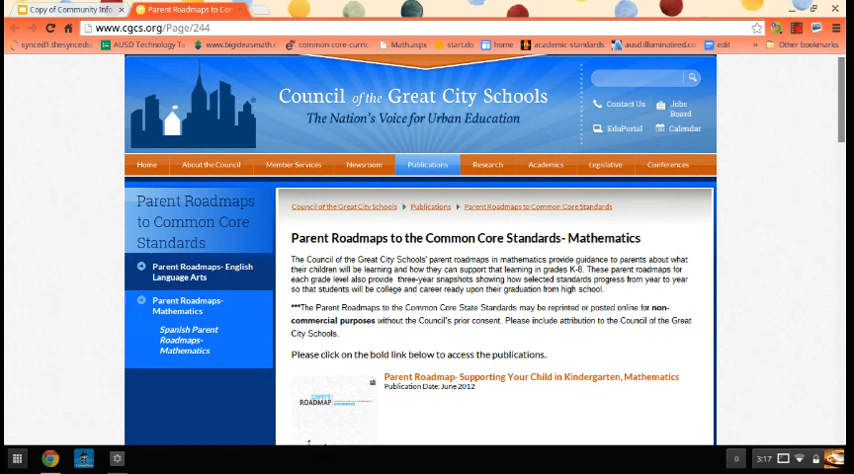 Copy of Community Info
Parent Roadmaps to Co
www.cgcs.org/Page/244
synced1.thesynceds
AUSD Technology Ta
www.bigideasmath.c
common-core-curric
Math.aspx
start.do
home
academic-standards
ausd.illuminateed.c
edit
»
Other bookmarks
Council of the Great City Schools
The Nation's Voice for Urban Education
Contact Us
Jobs
Board
EduPortal
Calendar
Home
About the Council
Member Services
Newsroom
Publications
Research
Academics
Legislative
Conferences
Parent Roadmaps
to Common Core
Standards
Parent Roadmaps- English
Language Arts
Parent Roadmaps-
Mathematics
Spanish Parent
Roadmaps-
Mathematics
Council of the Great City Schools
Publications
Parent Roadmaps to Common Core Standards
Parent Roadmaps to the Common Core Standards- Mathematics
The Council of the Great City Schools' parent roadmaps in mathematics provide guidance to parents about what
their children will be learning and how they can support that learning in grades K-8. These parent roadmaps for
each grade level also provide three-year snapshots showing how selected standards progress from year to year
so that students will be college and career ready upon their graduation from high school.
***The Parent Roadmaps to the Common Core State Standards may be reprinted or posted online for non-
commercial purposes without the Council's prior consent. Please include attribution to the Council of the Great
City Schools.
Please click on the bold link below to access the publications.
Parent Roadmap- Supporting Your Child in Kindergarten, Mathematics
Publication Date: June 2012
parent
ROADMAP
0
3:17